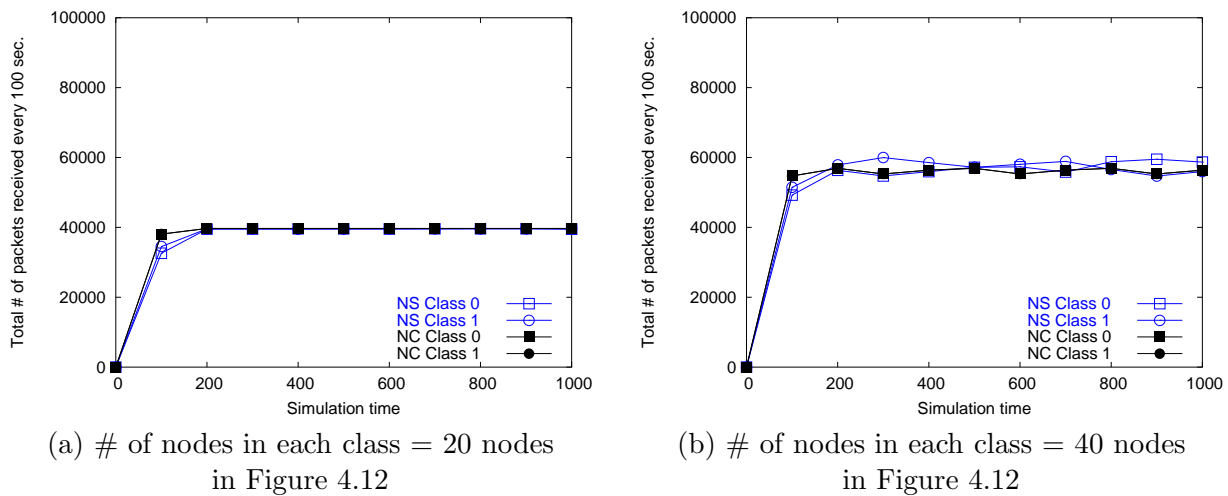 Total # of packets received every 100 sec.
100000
80000
60000
40000
20000
0
NS Class 0
NS Class 1
NC Class 0
NC Class 1
0 200 400 600 800 1000
Simulation time
(a) # of nodes in each class = 20 nodes
in Figure 4.12
Total # of packets received every 100 sec.
100000
80000
60000
40000
20000
0
NS Class 0
NS Class 1
NC Class 0
NC Class 1
0 200 400 600 800 1000
Simulation time
(b) # of nodes in each class = 40 nodes
in Figure 4.12